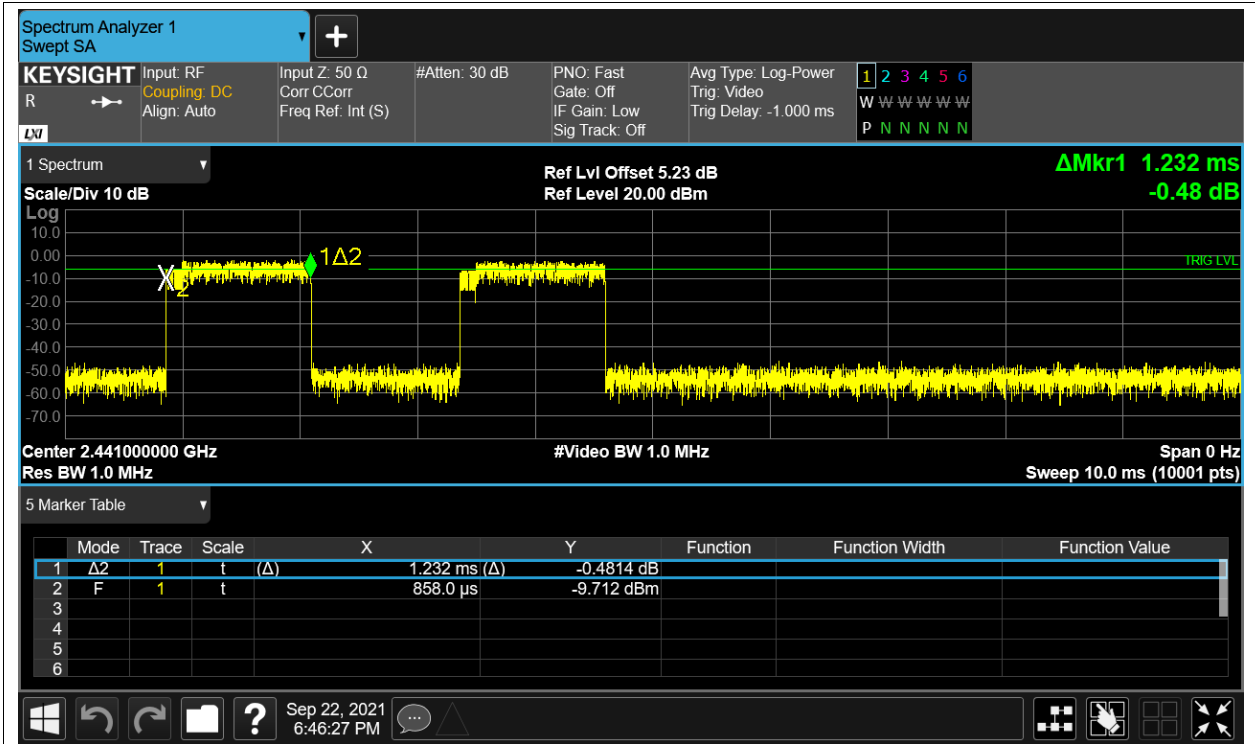 Spectrum Analyzer 1
Swept SA
KEYSIGHT
R
LXI
Input: RF
Coupling: DC
Align: Auto
Input Z: 50 Ω
Corr CCorr
Freq Ref: Int (S)
#Atten: 30 dB
PNO: Fast
Gate: Off
IF Gain: Low
Sig Track: Off
Avg Type: Log-Power
Trig: Video
Trig Delay: -1.000 ms
1 2 3 4 5 6
W W W W W W
P N N N N N
1 Spectrum
Scale/Div 10 dB
Ref Lvl Offset 5.23 dB
Ref Level 20.00 dBm
ΔMkr1 1.232 ms
-0.48 dB
Log
10.0
0.00
-10.0
-20.0
-30.0
-40.0
-50.0
-60.0
-70.0
1Δ2
X2
TRIG LVL
Center 2.441000000 GHz
Res BW 1.0 MHz
#Video BW 1.0 MHz
Span 0 Hz
Sweep 10.0 ms (10001 pts)
5 Marker Table
Mode Trace Scale X Y Function Function Width Function Value
1 Δ2 1 t (Δ) 1.232 ms (Δ) -0.4814 dB
2 F 1 t 858.0 µs -9.712 dBm
3
4
5
6
?
Sep 22, 2021
6:46:27 PM